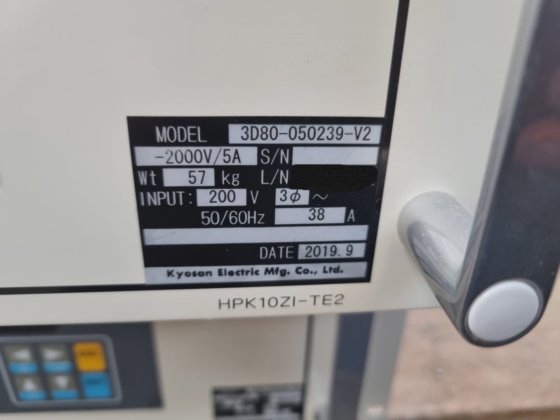 MODEL 3D80-050239-V2
-2000V/5A S/N
Wt 57 kg L/N
INPUT: 200 V 3ϕ ~
50/60Hz 38 A
DATE 2019.9
Kyosan Electric Mfg. Co., Ltd.
HPK10ZI-TE2